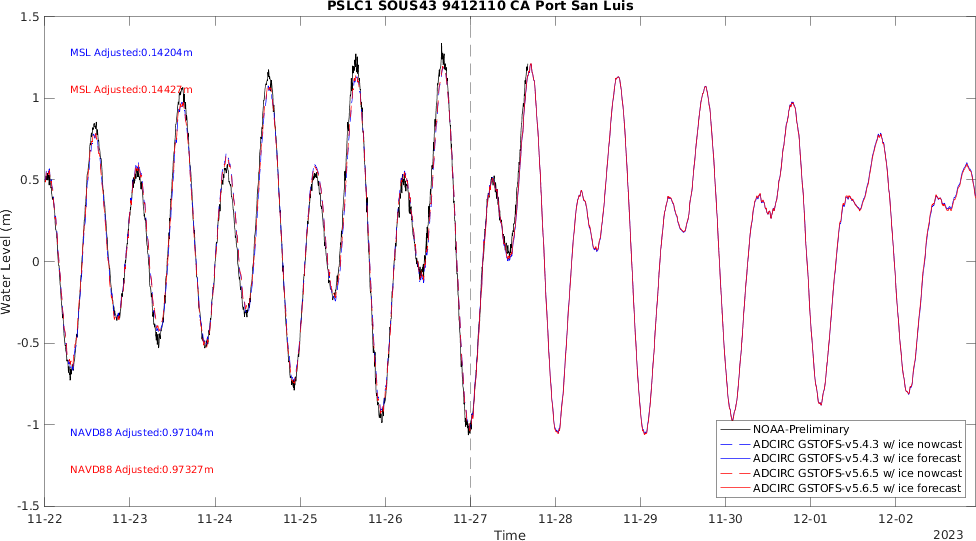 PSLC1 SOUS43 9412110 CA Port San Luis
1.5
1
0.5
0
-0.5
-1
-1.5
Water Level (m)
MSL Adjusted:0.14204m
MSL Adjusted:0.14427m
NAVD88 Adjusted:0.97104m
NAVD88 Adjusted:0.97327m
NOAA-Preliminary
ADCIRC GSTOFS-v5.4.3 w/ ice nowcast
ADCIRC GSTOFS-v5.4.3 w/ ice forecast
ADCIRC GSTOFS-v5.6.5 w/ ice nowcast
ADCIRC GSTOFS-v5.6.5 w/ ice forecast
11-22 11-23 11-24 11-25 11-26 11-27 11-28 11-29 11-30 12-01 12-02
Time
2023